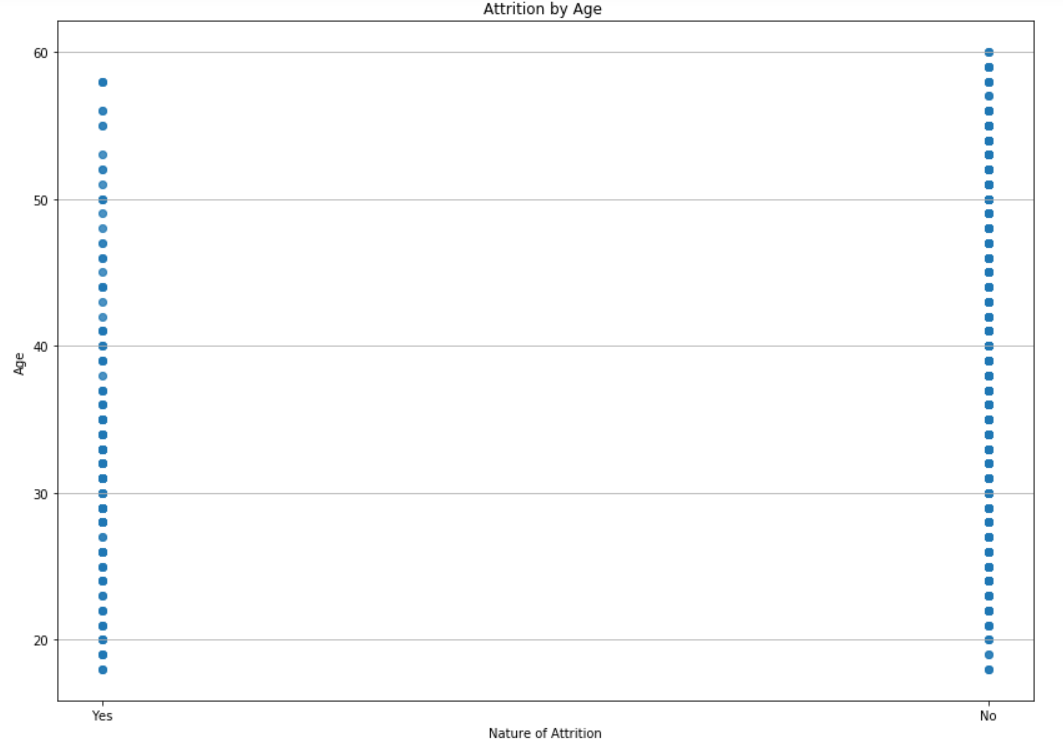 Attrition by Age
60
50
40
30
20
Age
Yes No
Nature of Attrition